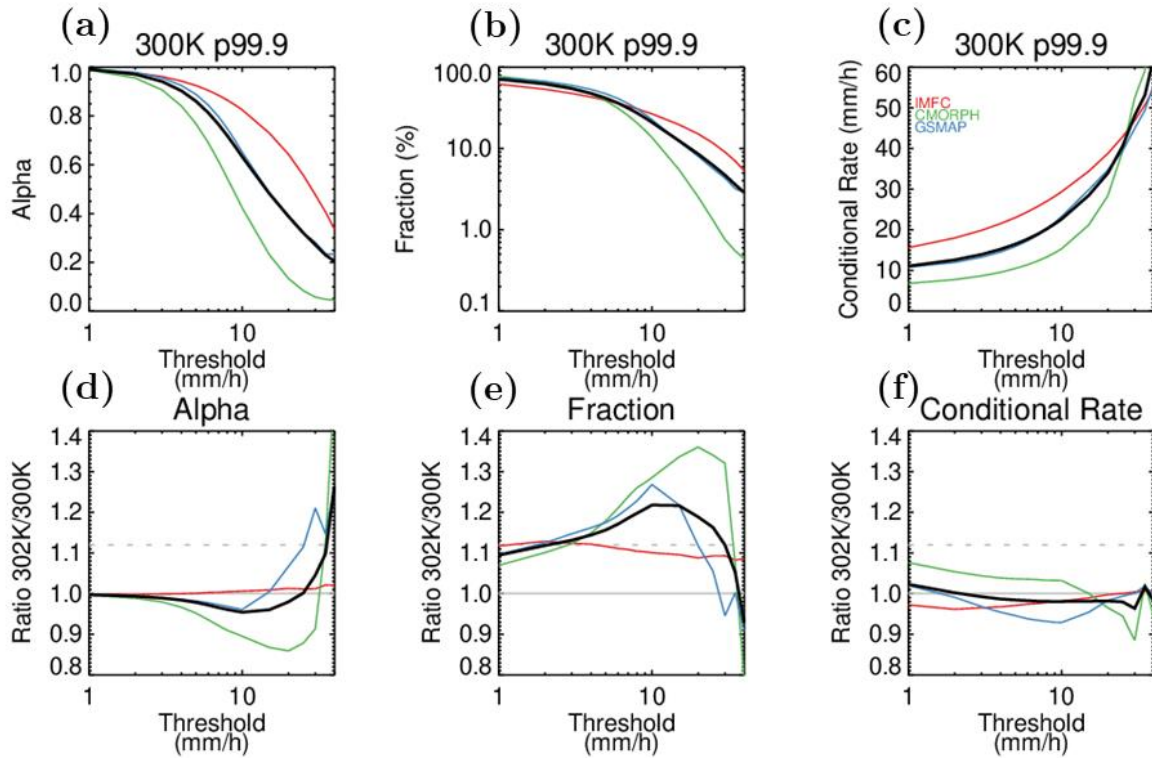 (a)
300K p99.9
1.0
0.8
0.6
0.4
0.2
0.0
Alpha
1
10
Threshold
(mm/h)
(b)
300K p99.9
100.0
10.0
1.0
0.1
Fraction (%)
1
10
Threshold
(mm/h)
(c)
300K p99.9
60
50
40
30
20
10
0
Conditional Rate (mm/h)
IMFC
CMORPH
GSMAP
1
10
Threshold
(mm/h)
(d)
Alpha
1.4
1.3
1.2
1.1
1.0
0.9
0.8
Ratio 302K/300K
1
10
Threshold
(mm/h)
(e)
Fraction
1.4
1.3
1.2
1.1
1.0
0.9
0.8
Ratio 302K/300K
1
10
Threshold
(mm/h)
(f)
Conditional Rate
1.4
1.3
1.2
1.1
1.0
0.9
0.8
Ratio 302K/300K
1
10
Threshold
(mm/h)